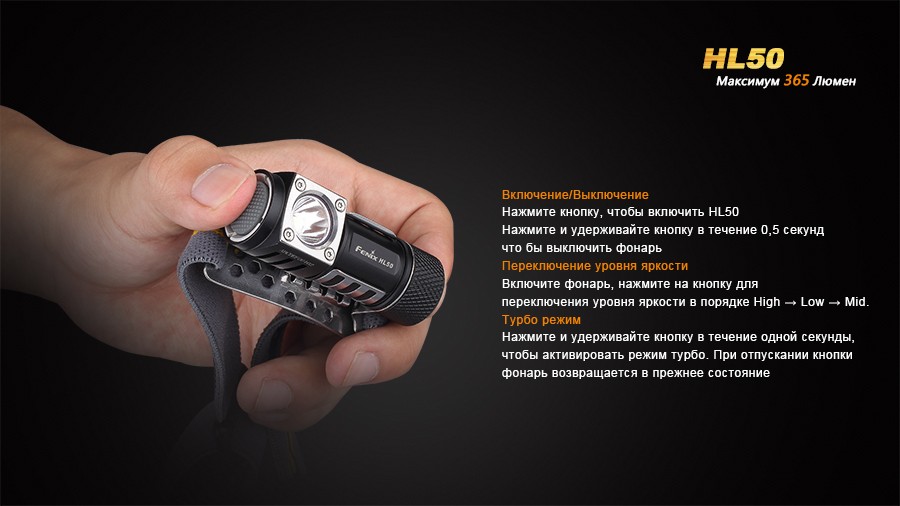 HL50
Максимум 365 Люмен
Включение/Выключение
Нажмите кнопку, чтобы включить HL50
Нажмите и удерживайте кнопку в течение 0,5 секунд
что бы выключить фонарь
Переключение уровня яркости
Включите фонарь, нажмите на кнопку для
переключения уровня яркости в порядке High → Low → Mid.
Турбо режим
Нажмите и удерживайте кнопку в течение одной секунды,
чтобы активировать режим турбо. При отпускании кнопки
фонарь возвращается в прежнее состояние
FENIX HL50